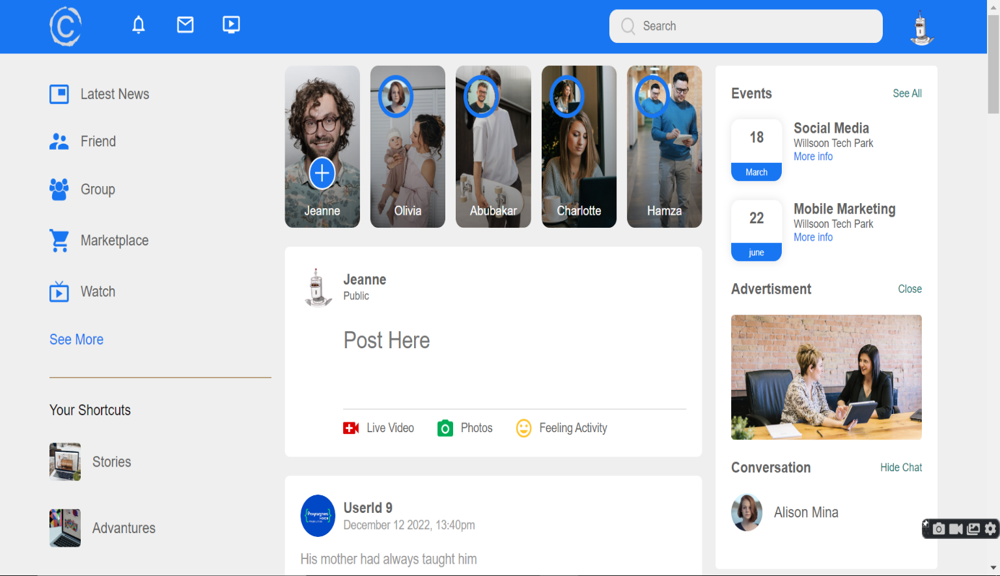 C
Search
Latest News
Friend
Group
Marketplace
Watch
See More
Your Shortcuts
Stories
Advantures
Jeanne
Olivia
Abubakar
Charlotte
Hamza
Jeanne
Public
Post Here
Live Video
Photos
Feeling Activity
Programmers
Force
UserId 9
December 12 2022, 13:40pm
His mother had always taught him
Events
See All
18
March
Social Media
Willsoon Tech Park
More info
22
june
Mobile Marketing
Willsoon Tech Park
More info
Advertisment
Close
Conversation
Hide Chat
Alison Mina